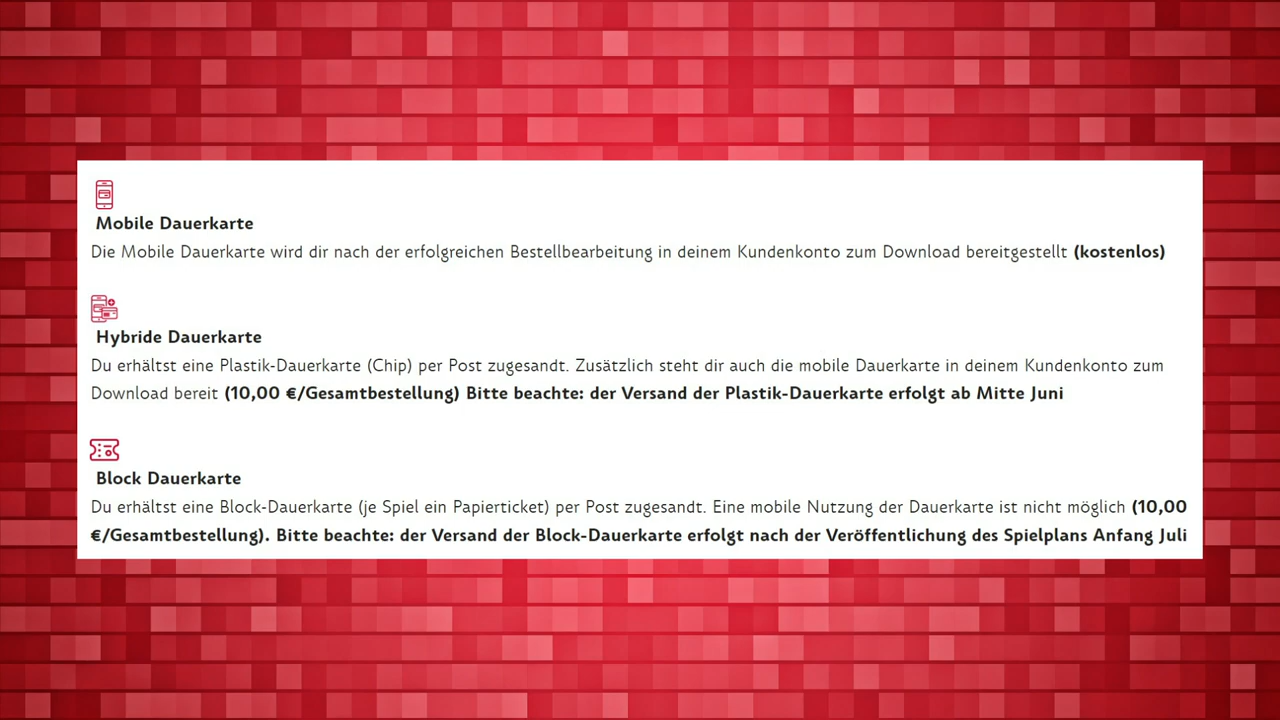 Mobile Dauerkarte
Die Mobile Dauerkarte wird dir nach der erfolgreichen Bestellbearbeitung in deinem Kundenkonto zum Download bereitgestellt (kostenlos)
Hybride Dauerkarte
Du erhältst eine Plastik-Dauerkarte (Chip) per Post zugesandt. Zusätzlich steht dir auch die mobile Dauerkarte in deinem Kundenkonto zum
Download bereit (10,00 €/Gesamtbestellung) Bitte beachte: der Versand der Plastik-Dauerkarte erfolgt ab Mitte Juni
Block Dauerkarte
Du erhältst eine Block-Dauerkarte (je Spiel ein Papierticket) per Post zugesandt. Eine mobile Nutzung der Dauerkarte ist nicht möglich (10,00
€/Gesamtbestellung). Bitte beachte: der Versand der Block-Dauerkarte erfolgt nach der Veröffentlichung des Spielplans Anfang Juli